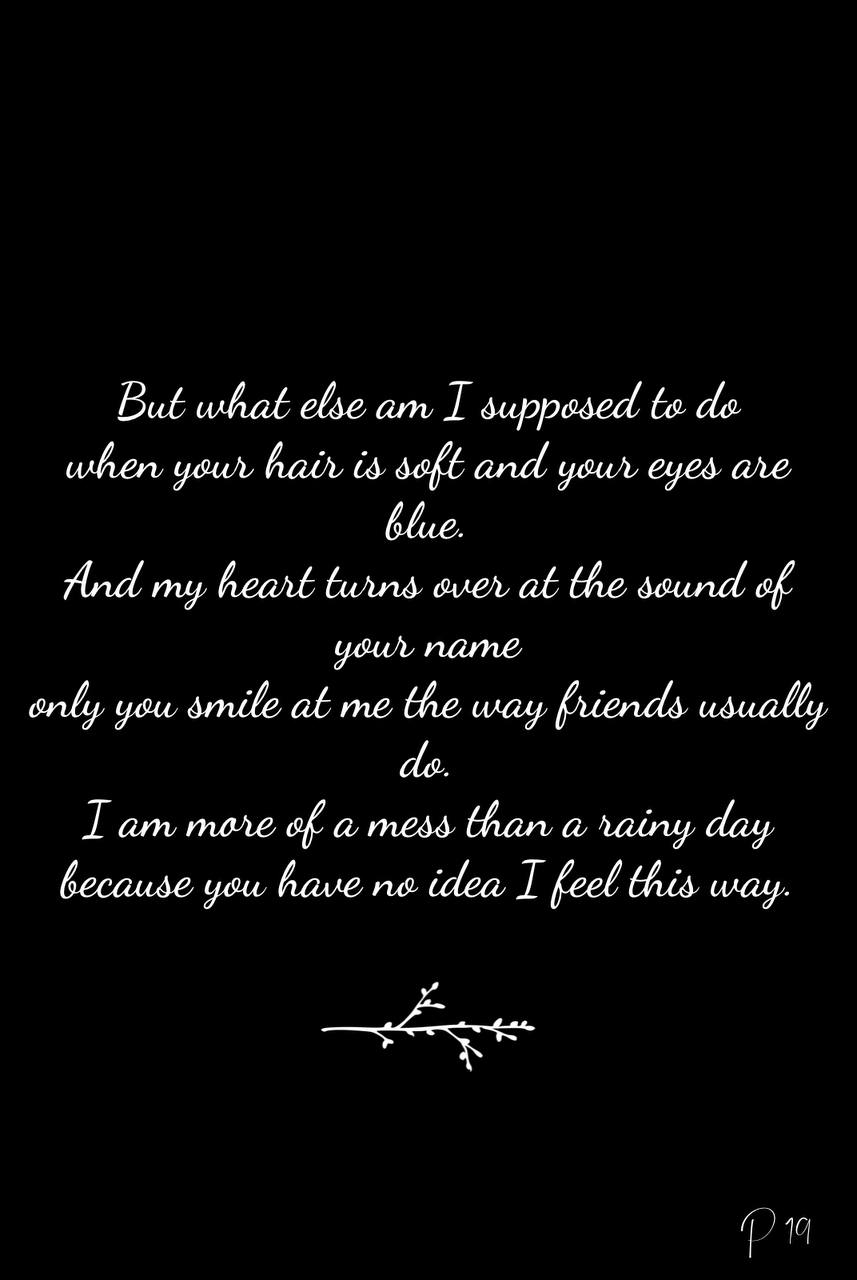 But what else am I supposed to do
when your hair is soft and your eyes are
blue.
And my heart turns over at the sound of
your name
only you smile at me the way friends usually
do.
I am more of a mess than a rainy day
because you have no idea I feel this way.
P 19